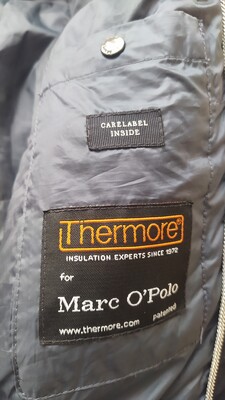 CARELABEL
INSIDE
Thermore®
INSULATION EXPERTS SINCE 1972
for
Marc O'Polo
www.thermore.com patented